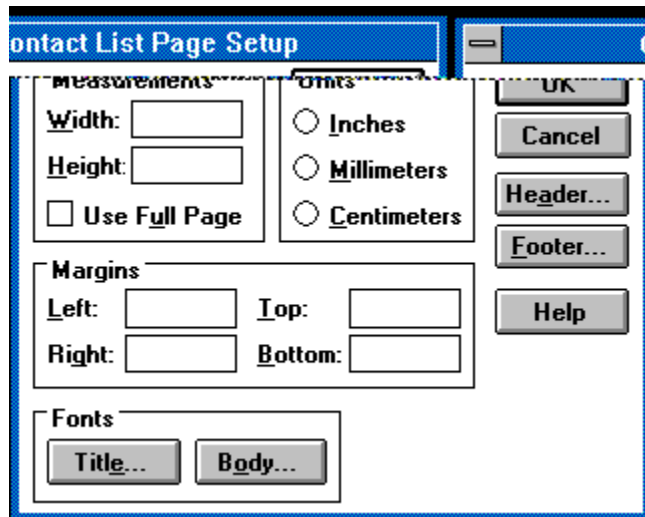 ontact List Page Setup
Measurements
Units
OK
Width:
Inches
Cancel
Height:
Millimeters
Header...
Use Full Page
Centimeters
Footer...
Margins
Left:
Top:
Help
Right:
Bottom:
Fonts
Title...
Body...